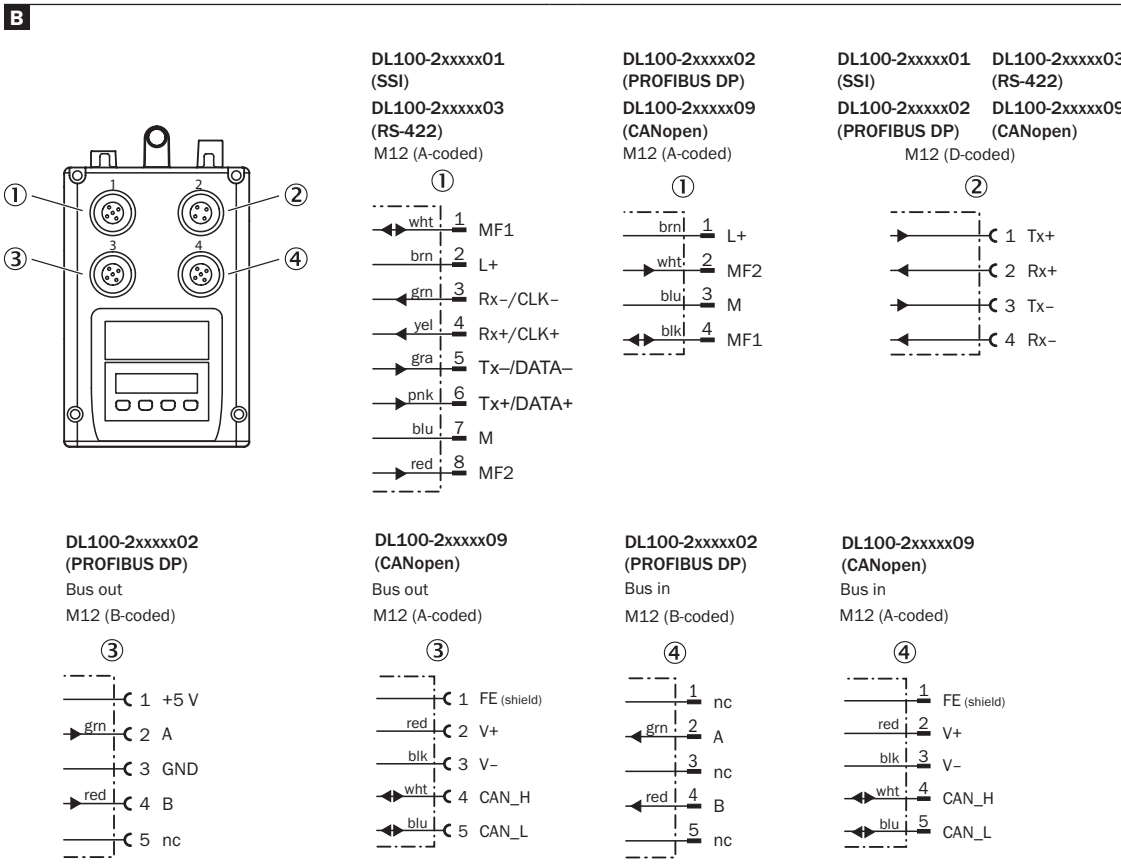 B
DL100-2xxxxx01
(SSI)
DL100-2xxxxx03
(RS-422)
M12 (A-coded)
①
wht 1 MF1
brn 2 L+
grn 3 Rx–/CLK–
yel 4 Rx+/CLK+
gra 5 Tx–/DATA–
pnk 6 Tx+/DATA+
blu 7 M
red 8 MF2
DL100-2xxxxx02
(PROFIBUS DP)
DL100-2xxxxx09
(CANopen)
M12 (A-coded)
①
brn 1 L+
wht 2 MF2
blu 3 M
blk 4 MF1
DL100-2xxxxx01 DL100-2xxxxx03
(SSI) (RS-422)
DL100-2xxxxx02 DL100-2xxxxx09
(PROFIBUS DP) (CANopen)
M12 (D-coded)
②
1 Tx+
2 Rx+
3 Tx–
4 Rx–
① 1 2 ②
③ 3 4 ④
DL100-2xxxxx02
(PROFIBUS DP)
Bus out
M12 (B-coded)
③
1 +5 V
grn 2 A
3 GND
red 4 B
5 nc
DL100-2xxxxx09
(CANopen)
Bus out
M12 (A-coded)
③
1 FE (shield)
red 2 V+
blk 3 V–
wht 4 CAN_H
blu 5 CAN_L
DL100-2xxxxx02
(PROFIBUS DP)
Bus in
M12 (B-coded)
④
1 nc
grn 2 A
3 nc
red 4 B
5 nc
DL100-2xxxxx09
(CANopen)
Bus in
M12 (A-coded)
④
1 FE (shield)
red 2 V+
blk 3 V–
wht 4 CAN_H
blu 5 CAN_L